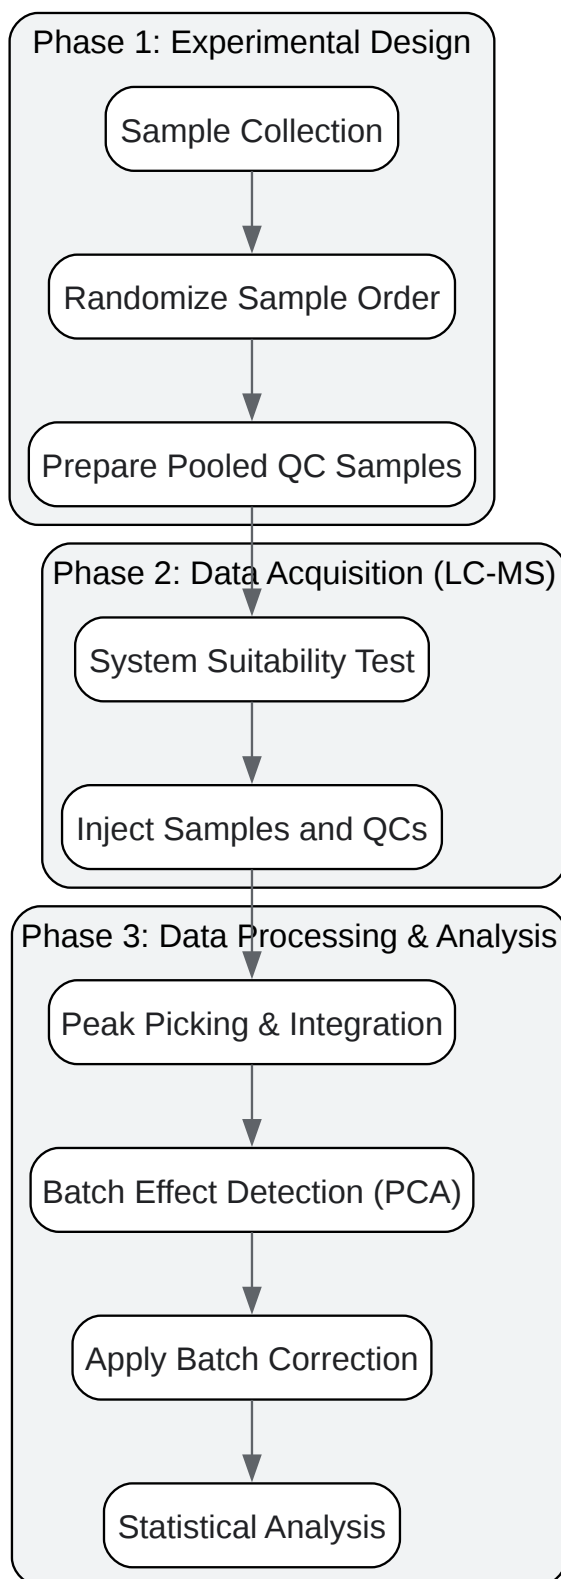 Phase 1: Experimental Design
Sample Collection
Randomize Sample Order
Prepare Pooled QC Samples
Phase 2: Data Acquisition (LC-MS)
System Suitability Test
Inject Samples and QCs
Phase 3: Data Processing & Analysis
Peak Picking & Integration
Batch Effect Detection (PCA)
Apply Batch Correction
Statistical Analysis